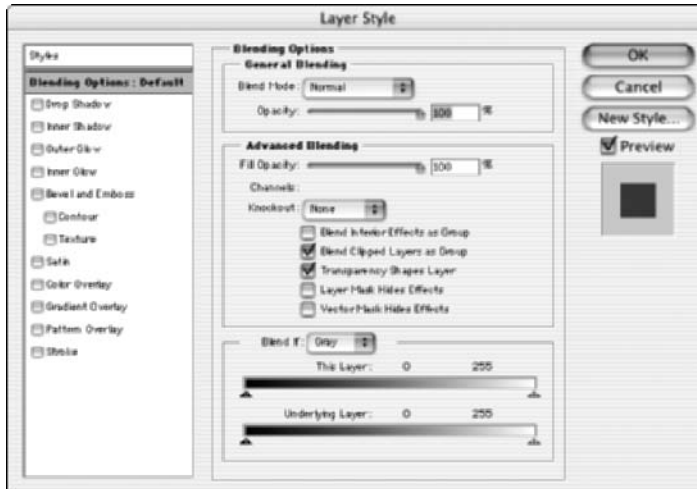 Layer Style
Styles
Blending Options: Default
Drop Shadow
Inner Shadow
Outer Glow
Inner Glow
Bevel and Emboss
Contour
Texture
Satin
Color Overlay
Gradient Overlay
Pattern Overlay
Stroke
Blending Options
General Blending
Blend Mode: Normal
Opacity: 100 %
Advanced Blending
Fill Opacity: 100 %
Channels:
Knockout: None
Blend Interior Effects as Group
Blend Clipped Layers as Group
Transparency Shapes Layer
Layer Mask Hides Effects
Vector Mask Hides Effects
Blend If: Gray
This Layer: 0 255
Underlying Layer: 0 255
OK
Cancel
New Style...
Preview